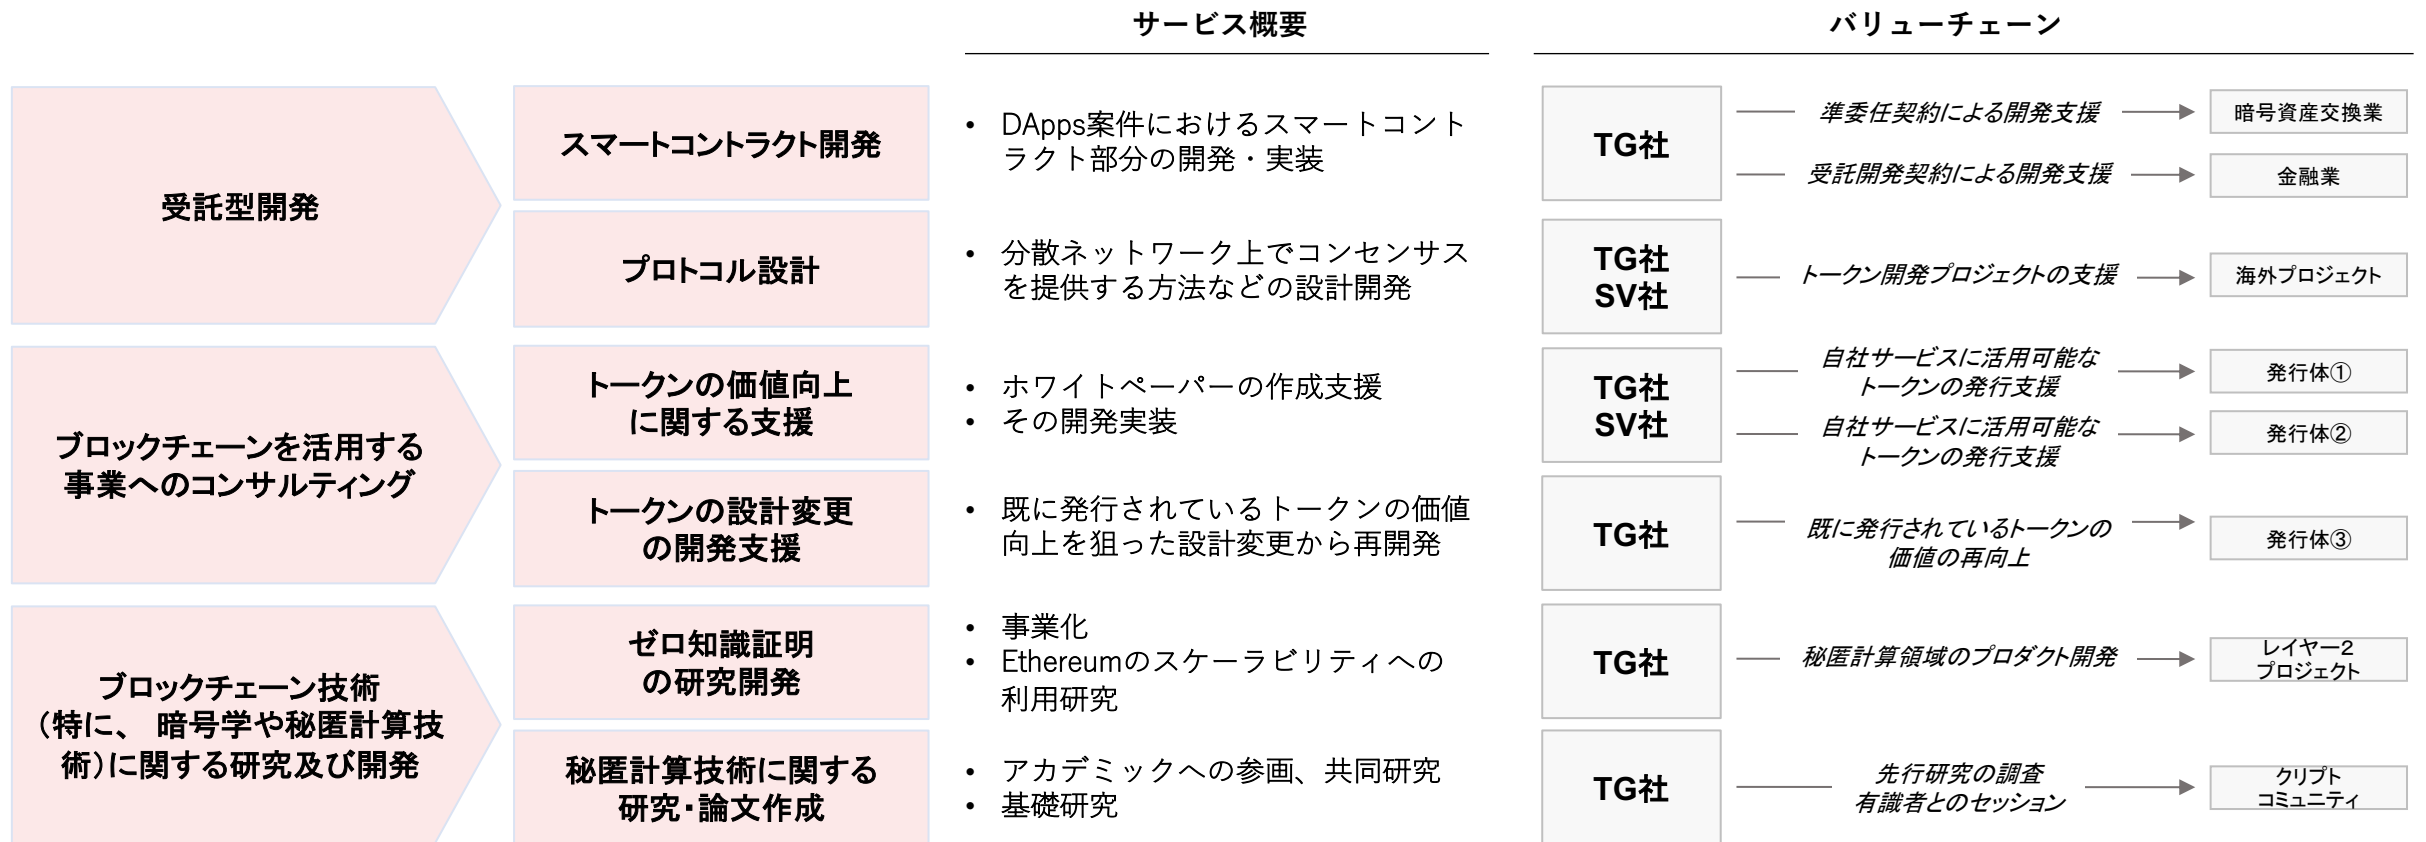 サービス概要
バリューチェーン
受託型開発
スマートコントラクト開発
• DApps案件におけるスマートコント
ラクト部分の開発・実装
TG社
準委任契約による開発支援
暗号資産交換業
受託開発契約による開発支援
金融業
プロトコル設計
• 分散ネットワーク上でコンセンサス
を提供する方法などの設計開発
TG社
SV社
トークン開発プロジェクトの支援
海外プロジェクト
ブロックチェーンを活用する
事業へのコンサルティング
トークンの価値向上
に関する支援
• ホワイトペーパーの作成支援
• その開発実装
TG社
SV社
自社サービスに活用可能な
トークンの発行支援
発行体①
自社サービスに活用可能な
トークンの発行支援
発行体②
トークンの設計変更
の開発支援
• 既に発行されているトークンの価値
向上を狙った設計変更から再開発
TG社
既に発行されているトークンの
価値の再向上
発行体③
ブロックチェーン技術
（特に、 暗号学や秘匿計算技
術）に関する研究及び開発
ゼロ知識証明
の研究開発
• 事業化
• Ethereumのスケーラビリティへの
利用研究
TG社
秘匿計算領域のプロダクト開発
レイヤー2
プロジェクト
秘匿計算技術に関する
研究・論文作成
• アカデミックへの参画、共同研究
• 基礎研究
TG社
先行研究の調査
有識者とのセッション
クリプト
コミュニティ